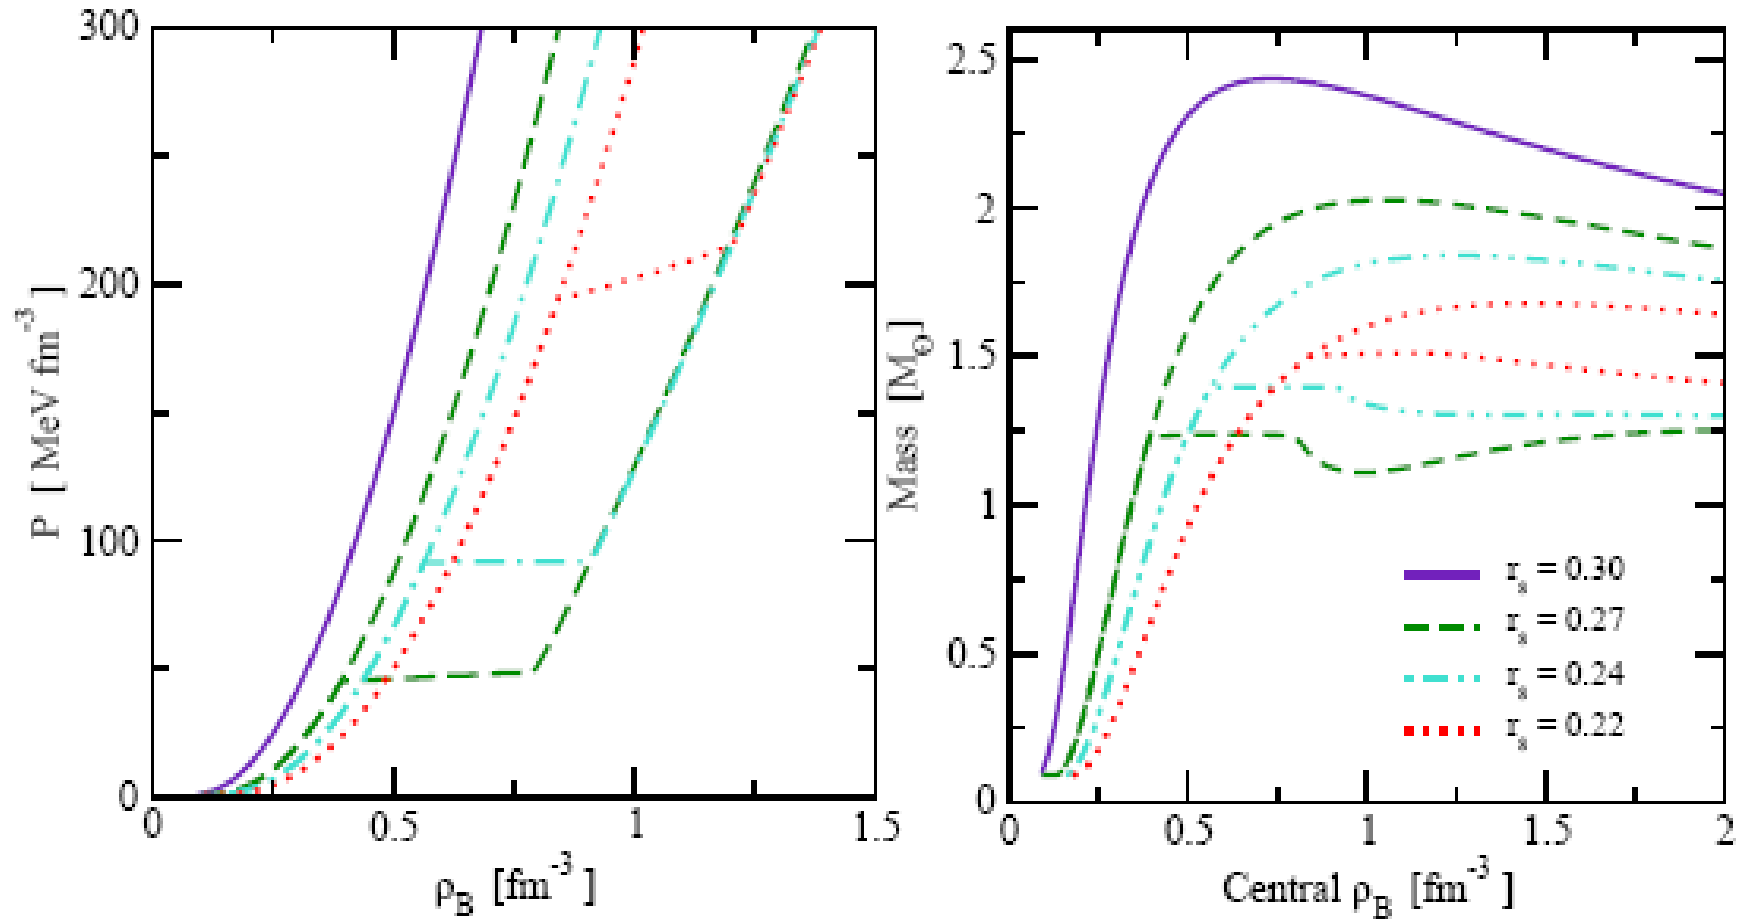 300
200
100
0
P [ MeV fm-3 ]
0
0.5
1
1.5
ρB [fm-3 ]
2.5
2
1.5
1
0.5
0
Mass [M⊙]
0
0.5
1
1.5
2
Central ρB [fm-3 ]
rs = 0.30
rs = 0.27
rs = 0.24
rs = 0.22